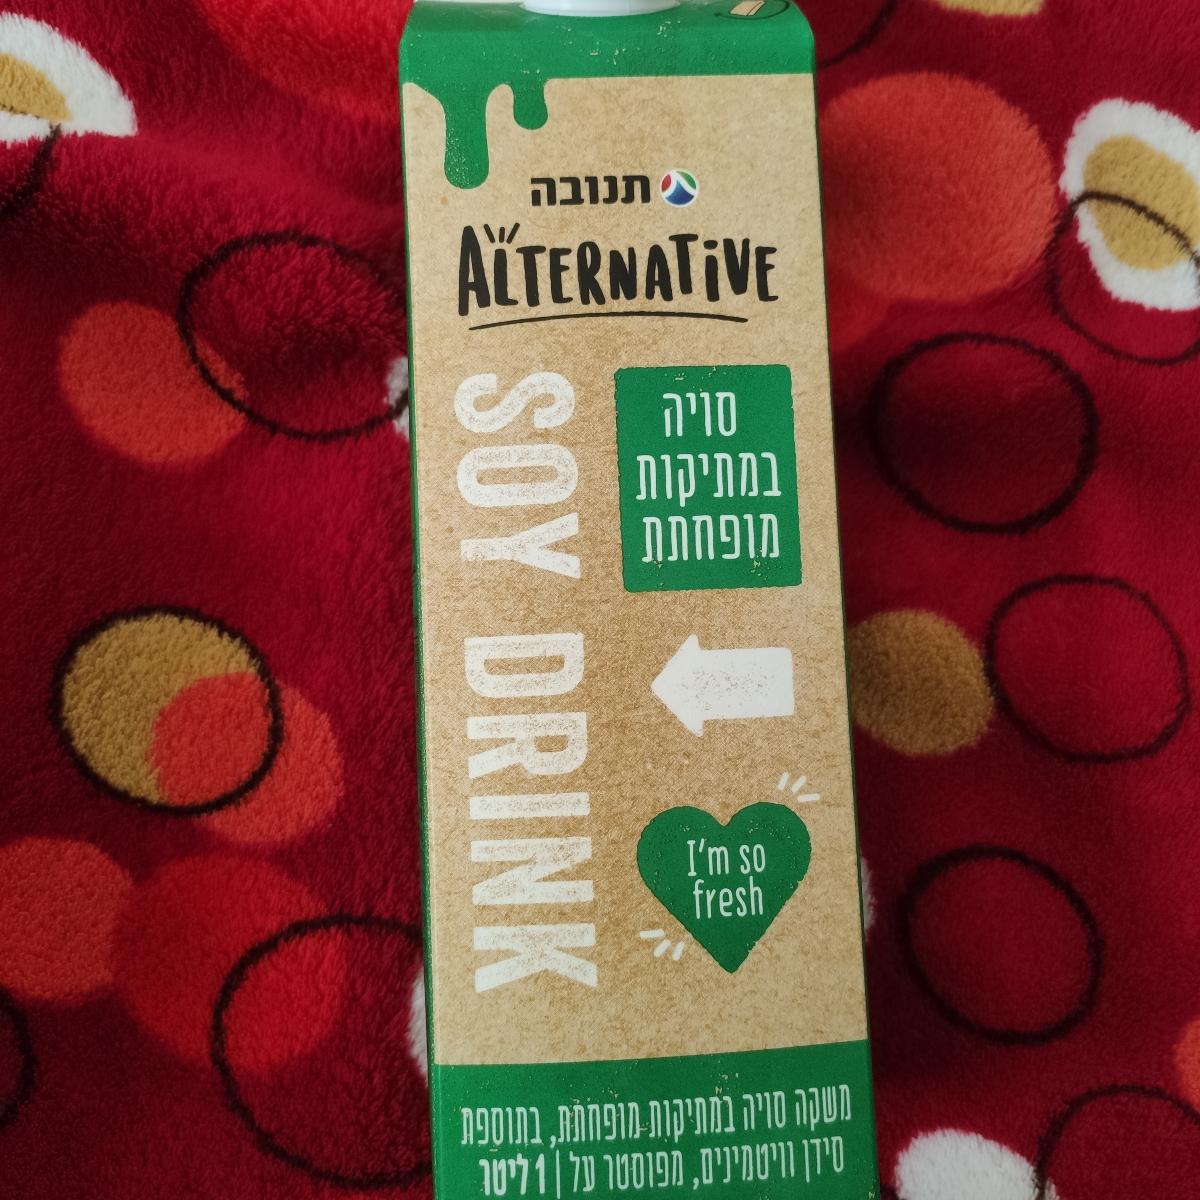 תנובה
ALTERNATIVE
SOY DRINK
סויה
במתיקות
מופחתת
I'm so
fresh
משקה סויה במתיקות מופחתת, בתוספת
סידן וויטמינים, מפוסטר על | 1 ליטר